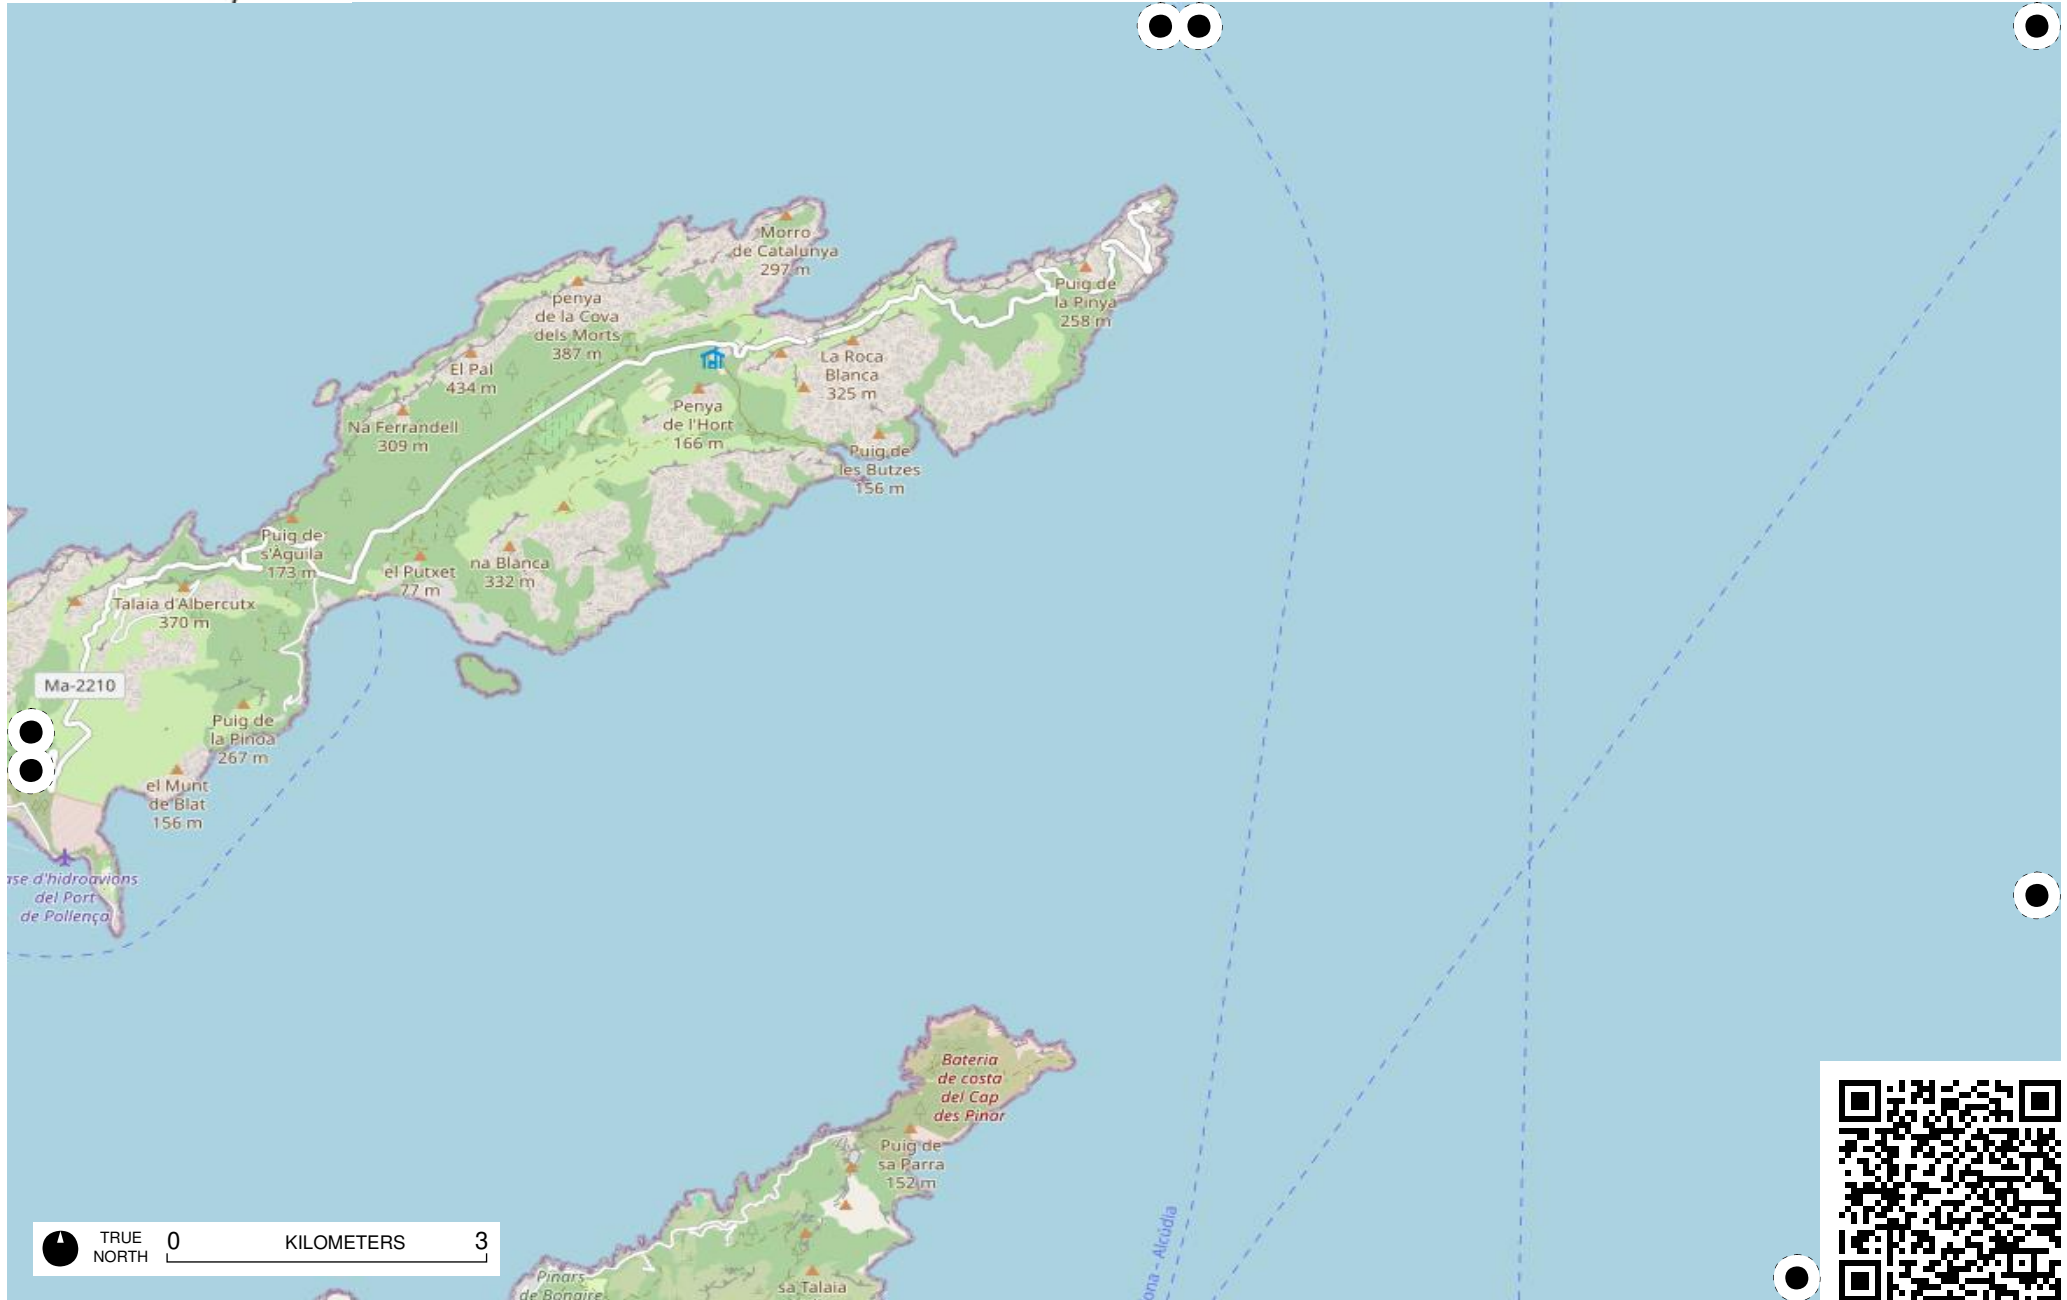 Morro
de Catalunya
297 m
Puig de
la Pinya
258 m
penya
de la Cova
dels Morts
387 m
El Pal
434 m
La Roca
Blanca
325 m
Na Ferrandell
309 m
Penya
de l'Hort
166 m
Puig de
les Butzes
156 m
Puig de
s'Àguila
173 m
el Putxet
77 m
na Blanca
332 m
Talaia d'Albercutx
370 m
Ma-2210
Puig de
la Pinoa
267 m
el Munt
de Blat
156 m
ase d'hidroavions
del Port
de Pollença
Bateria
de costa
del Cap
des Pinar
Puig de
sa Parra
152 m
ona - Alcúdia
TRUE
NORTH
0 KILOMETERS 3
Pinars
de Bonaire
sa Talaia